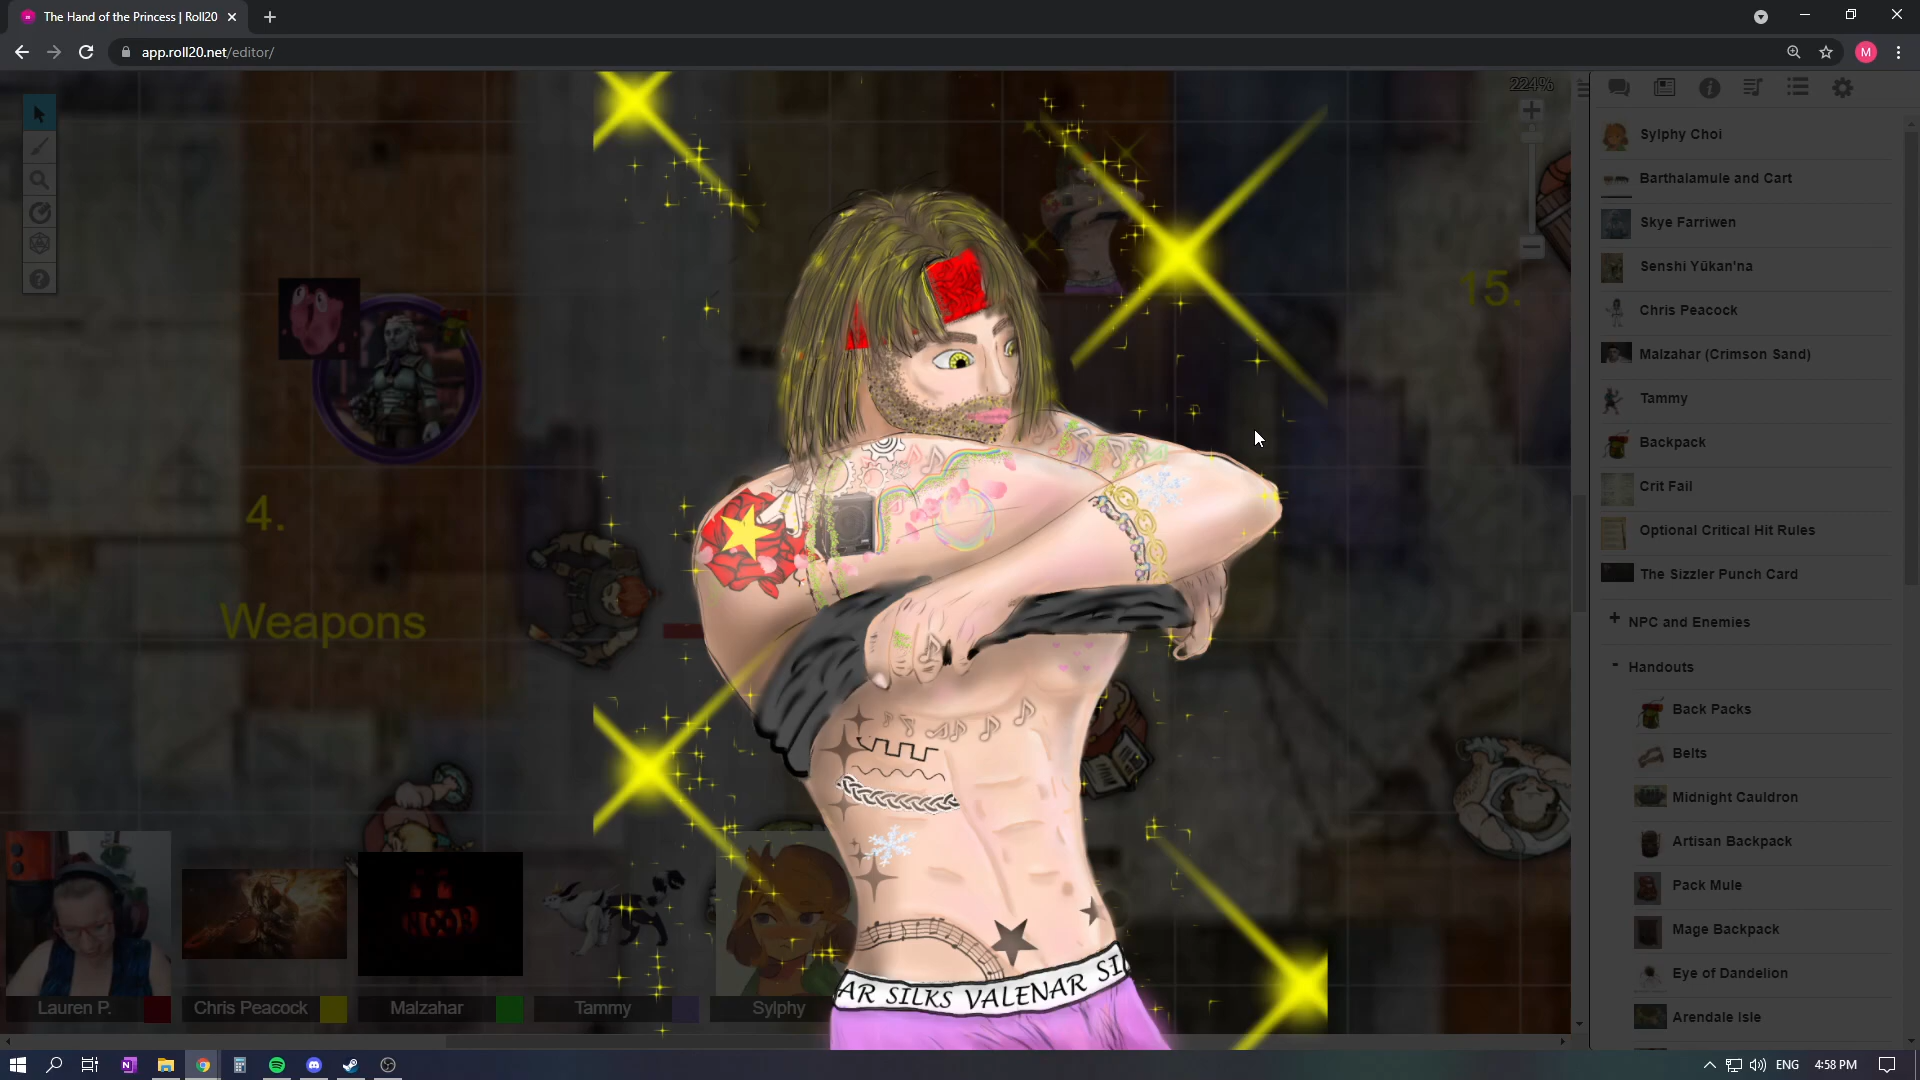 The Hand of the Princess | Roll20
app.roll20.net/editor/
M
224%
Sylphy Choi
Barthalamule and Cart
Skye Farriwen
Senshi Yūkan'na
15.
Chris Peacock
Malzahar (Crimson Sand)
Tammy
Backpack
Crit Fail
4.
Optional Critical Hit Rules
The Sizzler Punch Card
Weapons
NPC and Enemies
Handouts
Back Packs
Belts
Midnight Cauldron
Artisan Backpack
Pack Mule
NOOB
Mage Backpack
Eye of Dandelion
AR SILKS VALENAR SI
Lauren P.
Chris Peacock
Malzahar
Tammy
Sylphy
Arendale Isle
N
ENG
4:58 PM